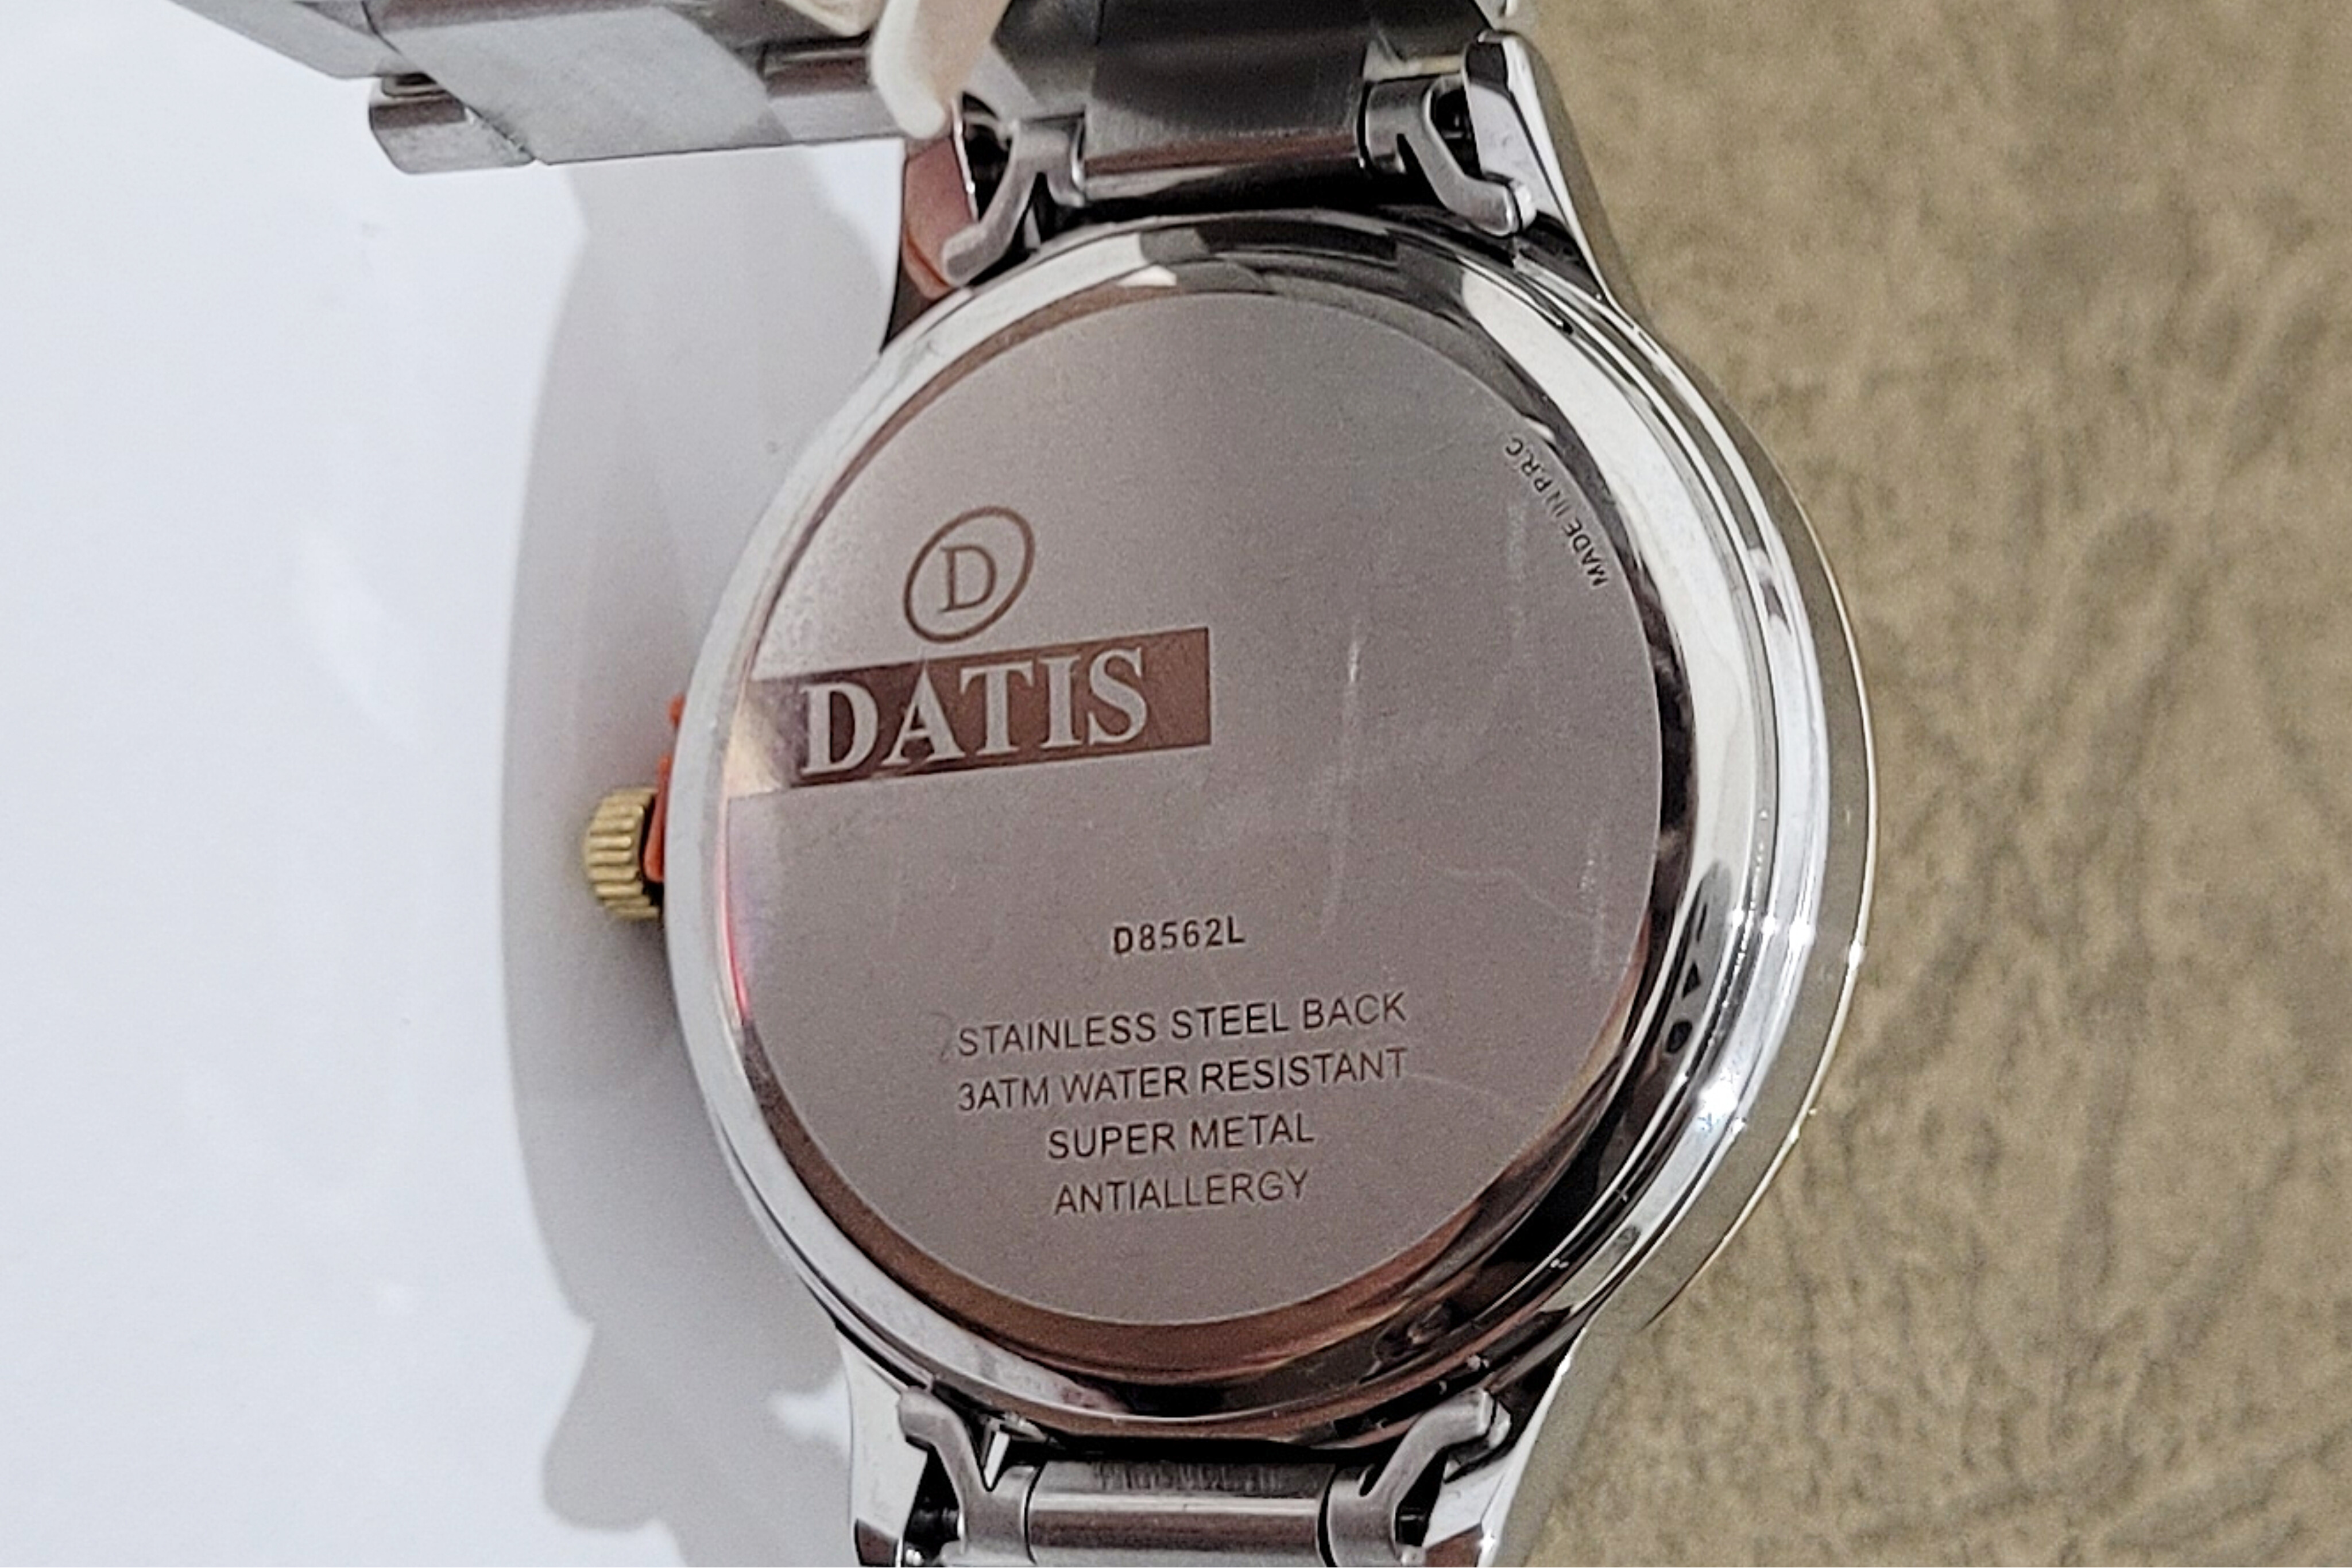 MADE IN P.R.C
D
DATIS
D8562L
STAINLESS STEEL BACK
3ATM WATER RESISTANT
SUPER METAL
ANTIALLERGY